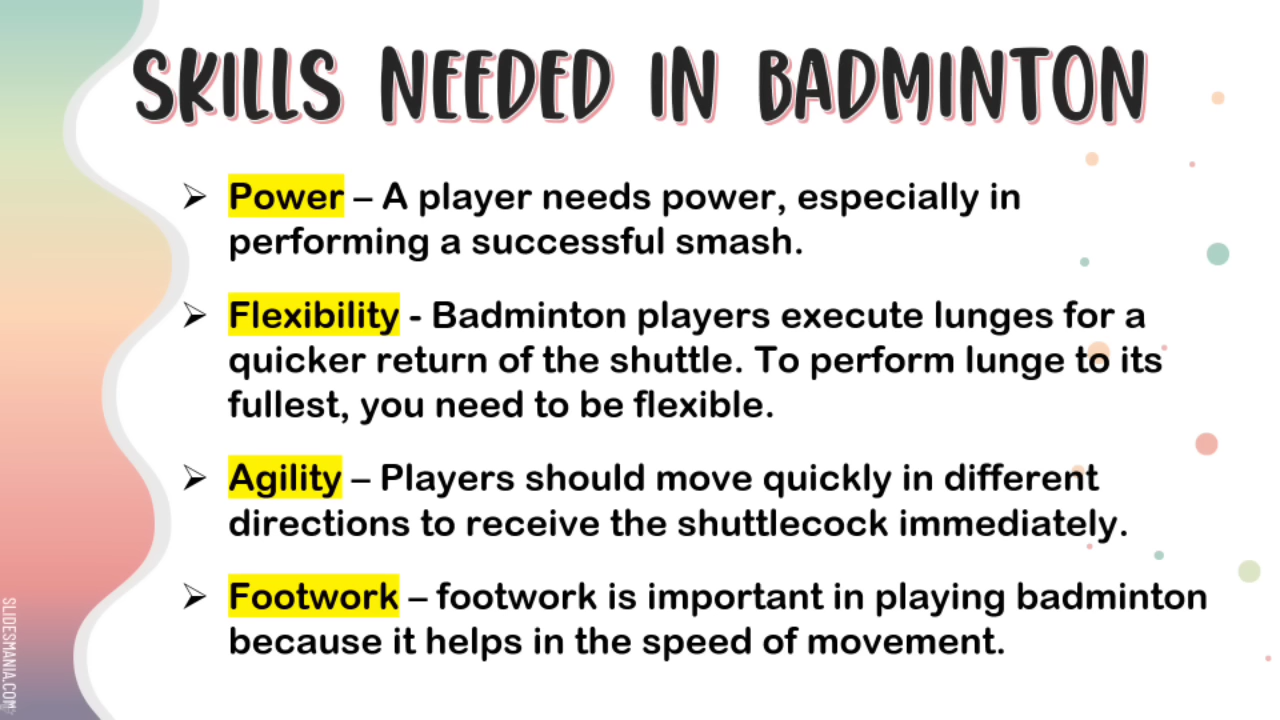 SKILLS NEEDED IN BADMINTON
➢ Power – A player needs power, especially in
performing a successful smash.
➢ Flexibility - Badminton players execute lunges for a
quicker return of the shuttle. To perform lunge to its
fullest, you need to be flexible.
➢ Agility – Players should move quickly in different
directions to receive the shuttlecock immediately.
➢ Footwork – footwork is important in playing badminton
because it helps in the speed of movement.
SLIDESMANIA.COM